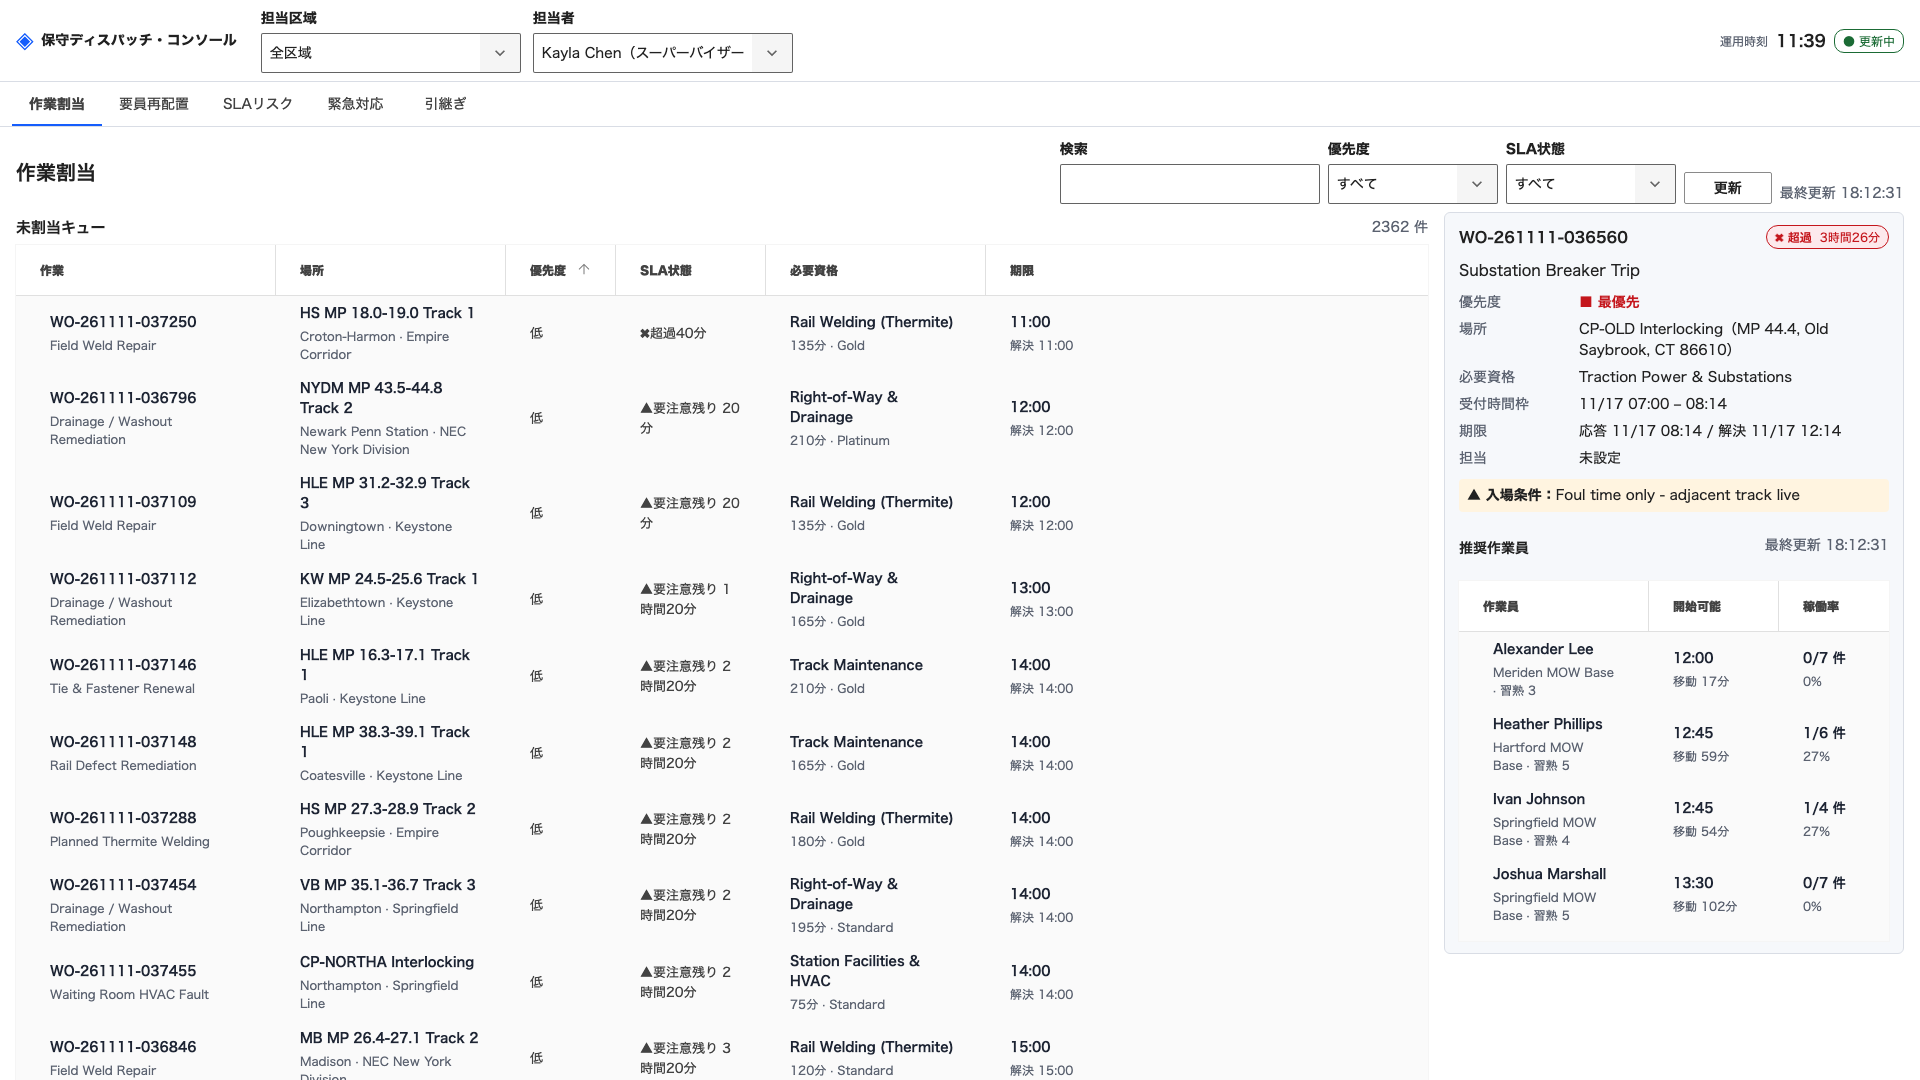 保守ディスパッチ・コンソール
担当区域
全区域
担当者
Kayla Chen（スーパーバイザー
運用時刻 11:39 更新中
作業割当 要員再配置 SLAリスク 緊急対応 引継ぎ
作業割当
検索
優先度
すべて
SLA状態
すべて
更新
最終更新 18:12:31
未割当キュー
2362 件
作業 場所 優先度 SLA状態 必要資格 期限
WO-261111-037250
Field Weld Repair
HS MP 18.0-19.0 Track 1
Croton-Harmon · Empire
Corridor
低
✖超過40分
Rail Welding (Thermite)
135分 · Gold
11:00
解決 11:00
WO-261111-036796
Drainage / Washout
Remediation
NYDM MP 43.5-44.8
Track 2
Newark Penn Station · NEC
New York Division
低
▲要注意残り 20
分
Right-of-Way &
Drainage
210分 · Platinum
12:00
解決 12:00
WO-261111-037109
Field Weld Repair
HLE MP 31.2-32.9 Track
3
Downingtown · Keystone
Line
低
▲要注意残り 20
分
Rail Welding (Thermite)
135分 · Gold
12:00
解決 12:00
WO-261111-037112
Drainage / Washout
Remediation
KW MP 24.5-25.6 Track 1
Elizabethtown · Keystone
Line
低
▲要注意残り 1
時間20分
Right-of-Way &
Drainage
165分 · Gold
13:00
解決 13:00
WO-261111-037146
Tie & Fastener Renewal
HLE MP 16.3-17.1 Track
1
Paoli · Keystone Line
低
▲要注意残り 2
時間20分
Track Maintenance
210分 · Gold
14:00
解決 14:00
WO-261111-037148
Rail Defect Remediation
HLE MP 38.3-39.1 Track
1
Coatesville · Keystone Line
低
▲要注意残り 2
時間20分
Track Maintenance
165分 · Gold
14:00
解決 14:00
WO-261111-037288
Planned Thermite Welding
HS MP 27.3-28.9 Track 2
Poughkeepsie · Empire
Corridor
低
▲要注意残り 2
時間20分
Rail Welding (Thermite)
180分 · Gold
14:00
解決 14:00
WO-261111-037454
Drainage / Washout
Remediation
VB MP 35.1-36.7 Track 3
Northampton · Springfield
Line
低
▲要注意残り 2
時間20分
Right-of-Way &
Drainage
195分 · Standard
14:00
解決 14:00
WO-261111-037455
Waiting Room HVAC Fault
CP-NORTHA Interlocking
Northampton · Springfield
Line
低
▲要注意残り 2
時間20分
Station Facilities &
HVAC
75分 · Standard
14:00
解決 14:00
WO-261111-036846
Field Weld Repair
MB MP 26.4-27.1 Track 2
Madison · NEC New York
Division
低
▲要注意残り 3
時間20分
Rail Welding (Thermite)
120分 · Standard
15:00
解決 15:00
WO-261111-036560
✖ 超過 3時間26分
Substation Breaker Trip
優先度 ■ 最優先
場所 CP-OLD Interlocking（MP 44.4, Old
Saybrook, CT 86610）
必要資格 Traction Power & Substations
受付時間枠 11/17 07:00 – 08:14
期限 応答 11/17 08:14 / 解決 11/17 12:14
担当 未設定
▲ 入場条件：Foul time only - adjacent track live
推奨作業員
最終更新 18:12:31
作業員 開始可能 稼働率
Alexander Lee
Meriden MOW Base
· 習熟 3
12:00
移動 17分
0/7 件
0%
Heather Phillips
Hartford MOW
Base · 習熟 5
12:45
移動 59分
1/6 件
27%
Ivan Johnson
Springfield MOW
Base · 習熟 4
12:45
移動 54分
1/4 件
27%
Joshua Marshall
Springfield MOW
Base · 習熟 5
13:30
移動 102分
0/7 件
0%